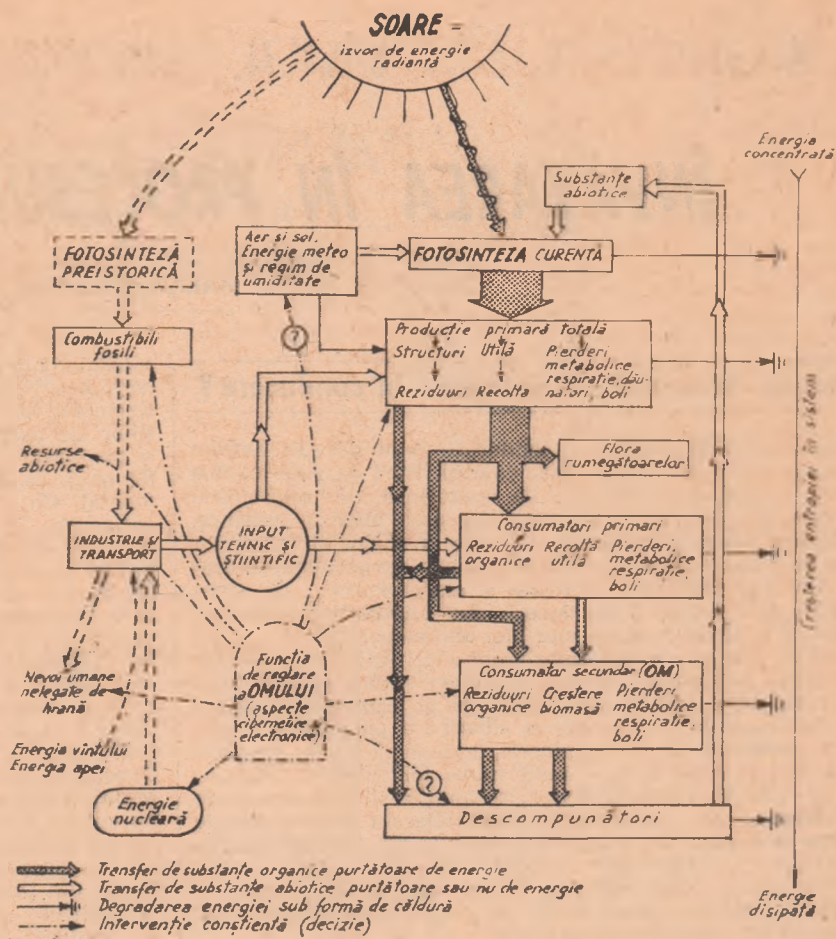 SOARE =
izvor de energie
radiantă
Energia
concentrată
Substanțe
abiotice
FOTOSINTEZĂ
PREISTORICĂ
Aer și sol.
Energie meteo
și regim de
umiditate
FOTOSINTEZA CURENTĂ
Combustibili
fosili
?
Producție primară totală
Structuri Utilă Pierderi
metabolice
respirație, dău-
Reziduuri Recolta nători, boli
Resurse
abiotice
Flora
rumegătoarelor
INDUSTRIE ȘI
TRANSPORT
INPUT
TEHNIC ȘI
ȘTIINȚIFIC
Consumatori primari
Reziduuri Recoltă Pierderi
organice utilă metabolice
respirație,
boli
Creșterea entropiei în sistem
Funcția
de reglare
a OMULUI
(aspecte
cibernetice
electronice)
Consumator secundar (OM)
Reziduuri Creștere Pierderi
organice biomasă metabolice
respirație,
boli
Nevoi umane
nelegate de
hrană
Energia vîntului
Energia apei
?
Energie
nucleară
Descompunători
Transfer de substanțe organice purtătoare de energie
Transfer de substanțe abiotice purtătoare sau nu de energie
Degradarea energiei sub formă de căldură
Intervenție conștientă (decizie)
Energie
disipată